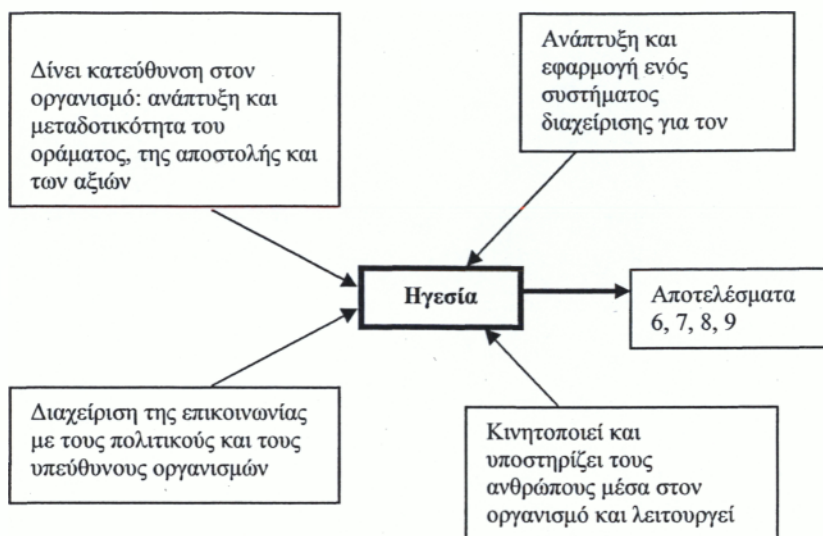 Δίνει κατεύθυνση στον
οργανισμό: ανάπτυξη και
μεταδοτικότητα του
οράματος, της αποστολής και
των αξιών
Ανάπτυξη και
εφαρμογή ενός
συστήματος
διαχείρισης για τον
Ηγεσία
Αποτελέσματα
6, 7, 8, 9
Διαχείριση της επικοινωνίας
με τους πολιτικούς και τους
υπεύθυνους οργανισμών
Κινητοποιεί και
υποστηρίζει τους
ανθρώπους μέσα στον
οργανισμό και λειτουργεί